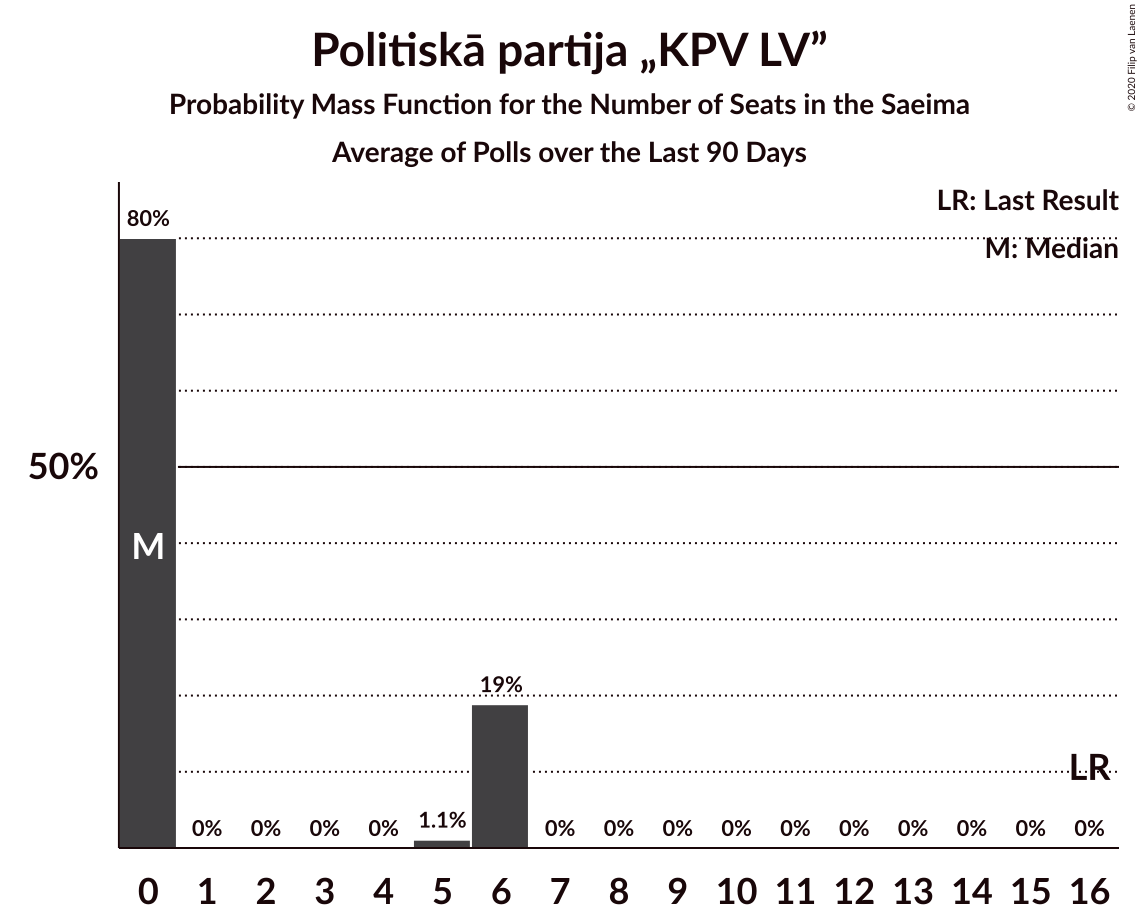 Politiskā partija „KPV LV”
Probability Mass Function for the Number of Seats in the Saeima
Average of Polls over the Last 90 Days
© 2020 Filip van Laenen
LR: Last Result
M: Median
80%
50%
M
19%
LR
0% 0% 0% 0% 1.1% 0% 0% 0% 0% 0% 0% 0% 0% 0% 0%
0 1 2 3 4 5 6 7 8 9 10 11 12 13 14 15 16